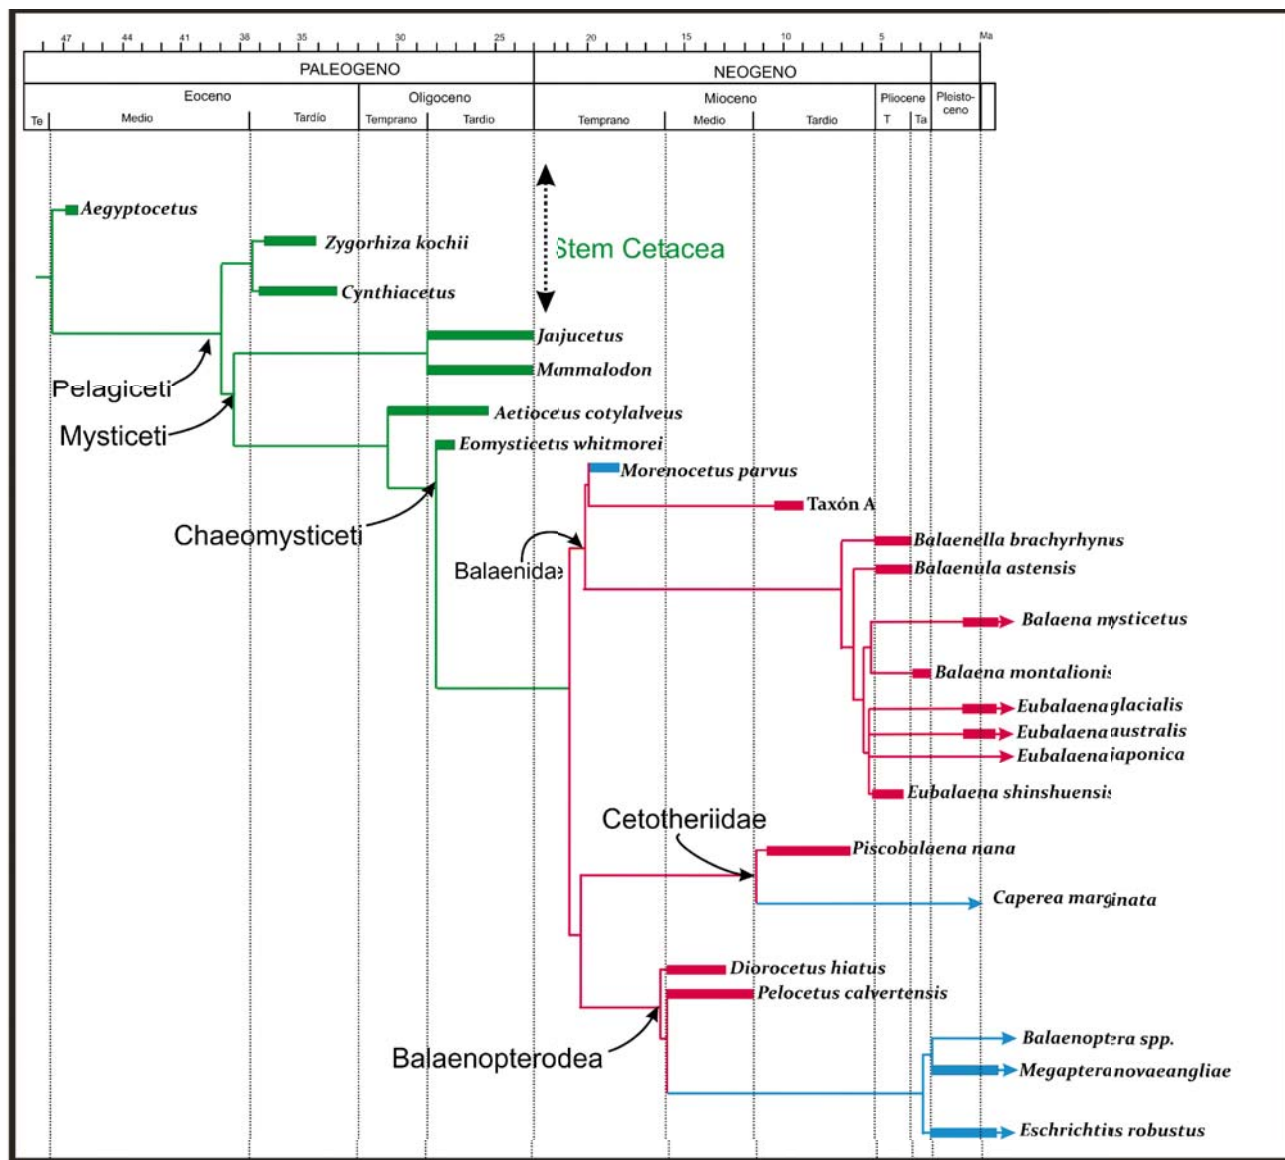 47 44 41 38 35 30 25 20 15 10 5 Ma
PALEOGENO NEOGENO
Eoceno Oligoceno Mioceno Pliocene Pleisto-
ceno
Te Medio Tardío Temprano Tardio Temprano Medio Tardio T Ta
Aegyptocetus
Zygorhiza kochii
Stem Cetacea
Cynthiacetus
Janjucetus
Mammalodon
Pelagiceti
Aetiocetus cotylalveus
Mysticeti
Eomysticetus whitmorei
Morenocetus parvus
Taxón A
Chaeomysticeti
Balaenella brachyrhynus
Balaenidae
Balaenula astensis
Balaena mysticetus
Balaena montalionis
Eubalaena glacialis
Eubalaena australis
Eubalaena japonica
Eubalaena shinshuensis
Cetotheriidae
Piscobalaena nana
Caperea marginata
Diorocetus hiatus
Pelocetus calvertensis
Balaenoptera spp.
Balaenopterodea
Megaptera novaeangliae
Eschrichtius robustus